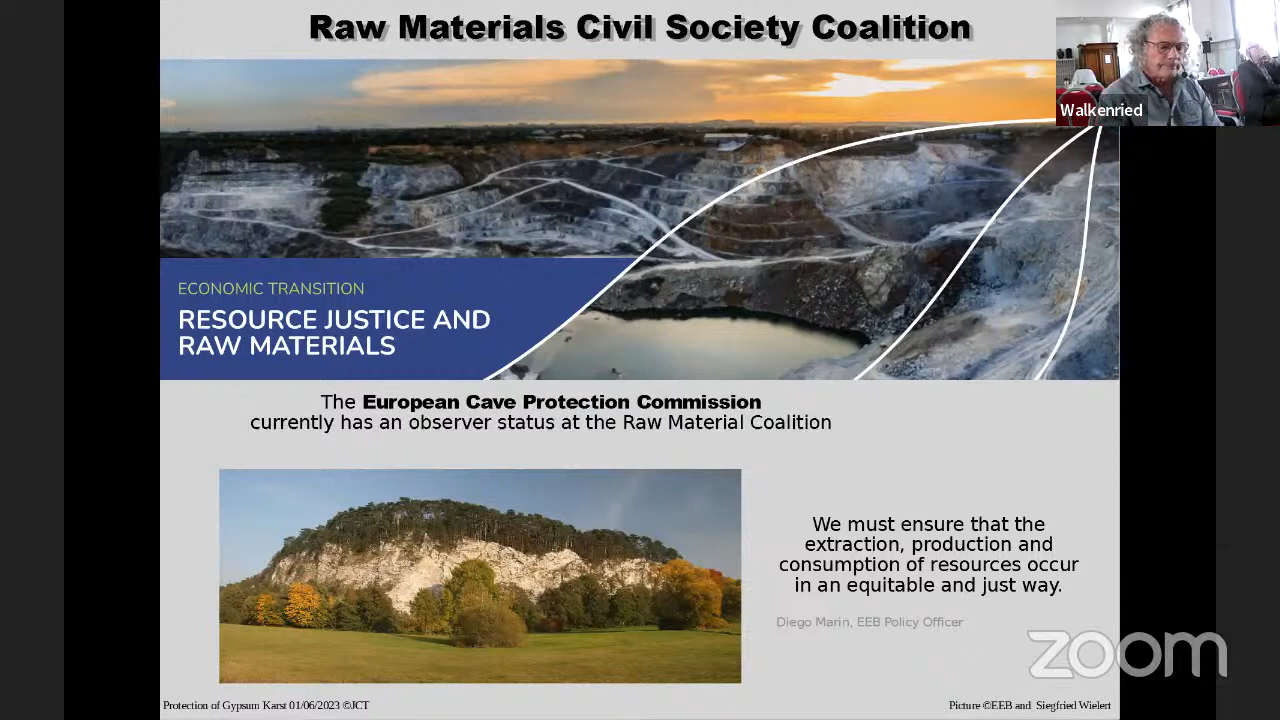 Raw Materials Civil Society Coalition
Walkenried
ECONOMIC TRANSITION
RESOURCE JUSTICE AND
RAW MATERIALS
The European Cave Protection Commission
currently has an observer status at the Raw Material Coalition
We must ensure that the
extraction, production and
consumption of resources occur
in an equitable and just way.
Diego Marin, EEB Policy Officer
zoom
Protection of Gypsum Karst 01/06/2023 ©JCT
Picture ©EEB and Siegfried Wielert